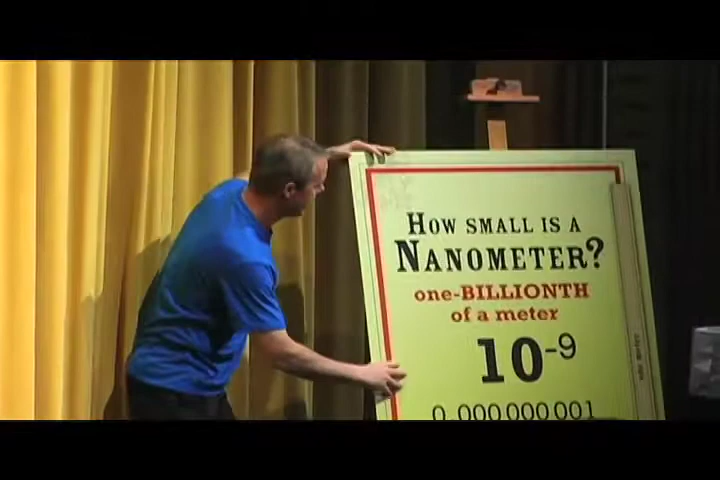 HOW SMALL IS A
NANOMETER?
one-BILLIONTH
of a meter
10-9
0.000000001